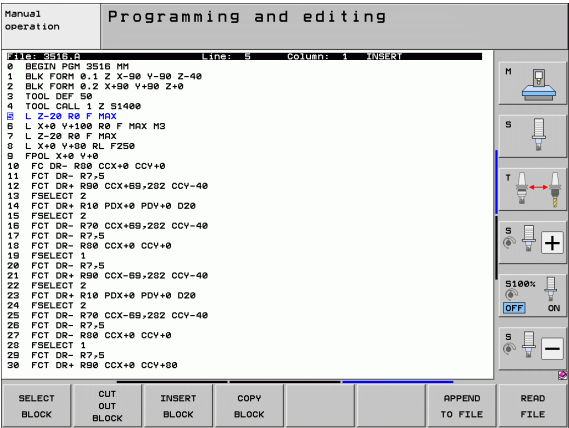 Manual
operation
Programming and editing
File: 3516.A Line: 5 Column: 1 INSERT
0 BEGIN PGM 3516 MM
1 BLK FORM 0.1 Z X-90 Y-90 Z-40
2 BLK FORM 0.2 X+90 Y+90 Z+0
3 TOOL DEF 50
4 TOOL CALL 1 Z S1400
5 L Z-20 R0 F MAX
6 L X+0 Y+100 R0 F MAX M3
7 L Z-20 R0 F MAX
8 L X+0 Y+80 RL F250
9 FPOL X+0 Y+0
10 FC DR- R80 CCX+0 CCY+0
11 FCT DR- R7,5
12 FCT DR+ R90 CCX+69,282 CCY-40
13 FSELECT 2
14 FCT DR+ R10 PDX+0 PDY+0 D20
15 FSELECT 2
16 FCT DR- R70 CCX+69,282 CCY-40
17 FCT DR- R7,5
18 FCT DR- R80 CCX+0 CCY+0
19 FSELECT 1
20 FCT DR- R7,5
21 FCT DR+ R90 CCX-69,282 CCY-40
22 FSELECT 2
23 FCT DR+ R10 PDX+0 PDY+0 D20
24 FSELECT 2
25 FCT DR- R70 CCX-69,282 CCY-40
26 FCT DR- R7,5
27 FCT DR- R80 CCX+0 CCY+0
28 FSELECT 1
29 FCT DR- R7,5
30 FCT DR+ R90 CCX+0 CCY+80
M
S
T
S
S100%
OFF ON
S
SELECT
BLOCK
CUT
OUT
BLOCK
INSERT
BLOCK
COPY
BLOCK
APPEND
TO FILE
READ
FILE